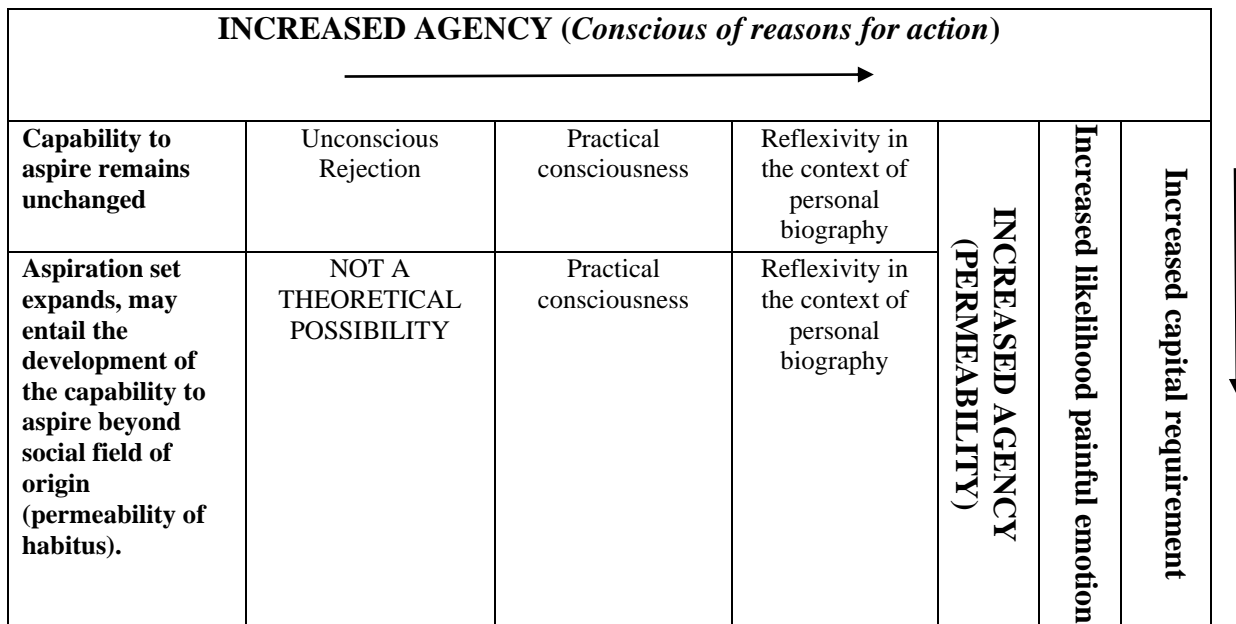 INCREASED AGENCY (Conscious of reasons for action)
Capability to
aspire remains
unchanged
Unconscious
Rejection
Practical
consciousness
Reflexivity in
the context of
personal
biography
Aspiration set
expands, may
entail the
development of
the capability to
aspire beyond
social field of
origin
(permeability of
habitus).
NOT A
THEORETICAL
POSSIBILITY
Practical
consciousness
Reflexivity in
the context of
personal
biography
INCREASED AGENCY
(PERMEABILITY)
Increased likelihood painful emotion
Increased capital requirement